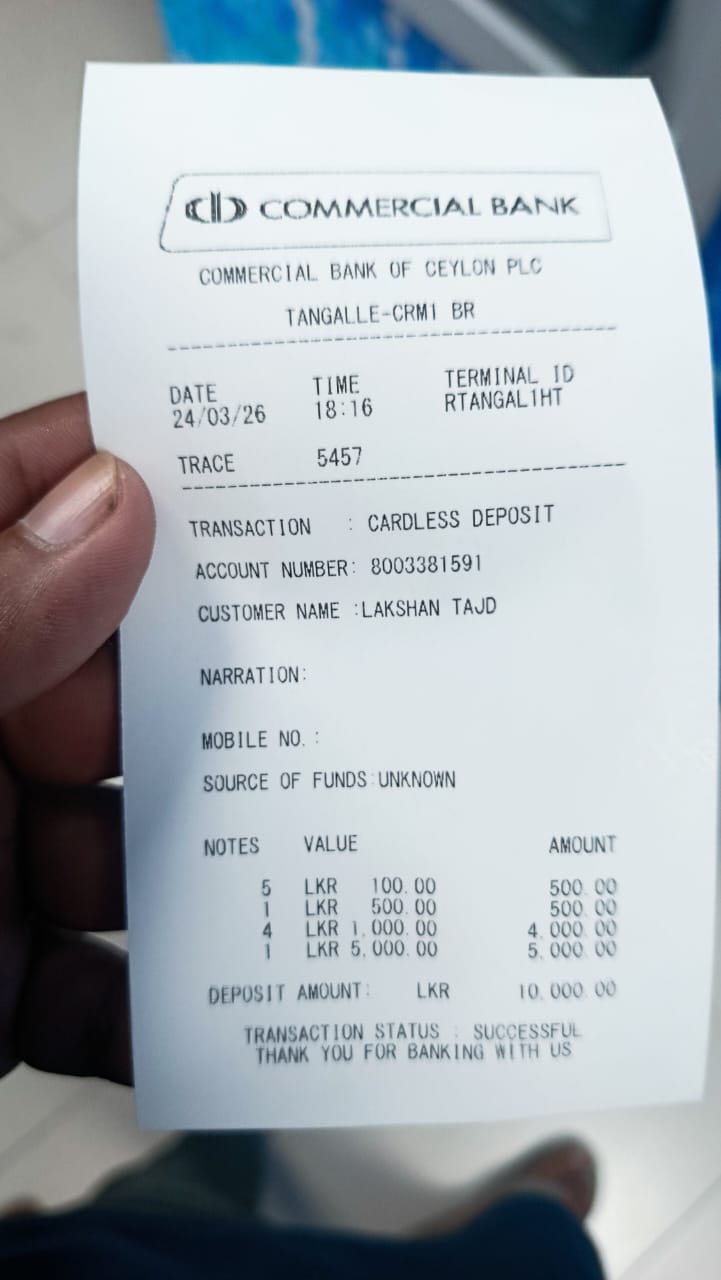 COMMERCIAL BANK
COMMERCIAL BANK OF CEYLON PLC
TANGALLE-CRM1 BR
DATE TIME TERMINAL ID
24/03/26 18:16 RTANGAL1HT
TRACE 5457
TRANSACTION : CARDLESS DEPOSIT
ACCOUNT NUMBER: 8003381591
CUSTOMER NAME :LAKSHAN TAJD
NARRATION:
MOBILE NO. :
SOURCE OF FUNDS:UNKNOWN
NOTES VALUE AMOUNT
5 LKR 100.00 500.00
1 LKR 500.00 500.00
4 LKR 1,000.00 4,000.00
1 LKR 5,000.00 5,000.00
DEPOSIT AMOUNT: LKR 10,000.00
TRANSACTION STATUS : SUCCESSFUL
THANK YOU FOR BANKING WITH US